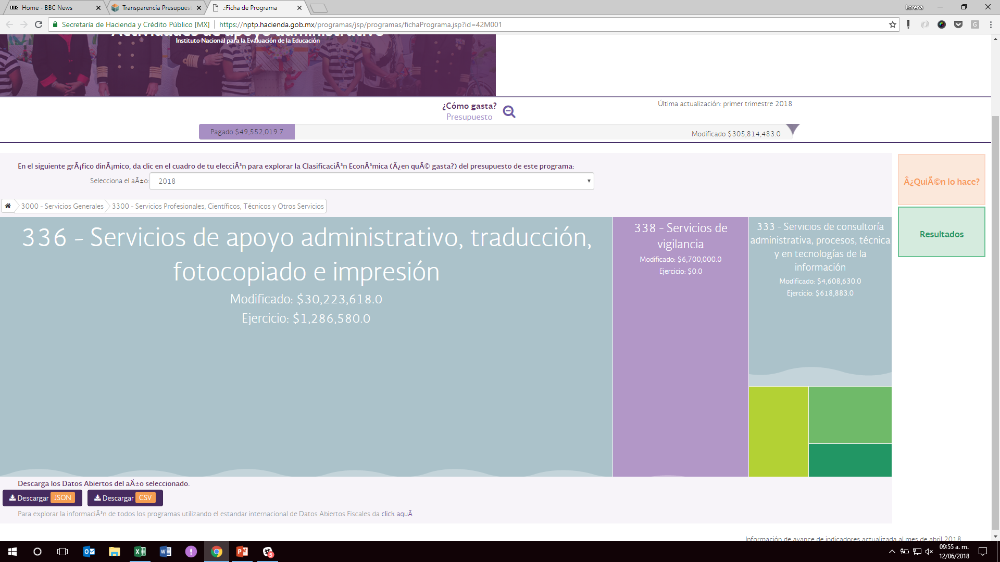 Home - BBC News
Transparencia Presupuest
.:Ficha de Programa
Lorena
Secretaría de Hacienda y Crédito Público [MX]
https://nptp.hacienda.gob.mx/programas/jsp/programas/fichaPrograma.jsp?id=42M001
Actividades de apoyo administrativo
Instituto Nacional para la Evaluación de la Educación
¿Cómo gasta?
Presupuesto
Última actualización: primer trimestre 2018
Pagado $49,552,019.7
Modificado $305,814,483.0
En el siguiente grÃ¡fico dinÃ¡mico, da clic en el cuadro de tu elecciÃ³n para explorar la ClasificaciÃ³n EconÃ³mica (Â¿en quÃ© gasta?) del presupuesto de este programa:
Selecciona el aÃ±o:
2018
3000 - Servicios Generales
3300 - Servicios Profesionales, Científicos, Técnicos y Otros Servicios
336 - Servicios de apoyo administrativo, traducción,
fotocopiado e impresión
Modificado: $30,223,618.0
Ejercicio: $1,286,580.0
338 - Servicios de
vigilancia
Modificado: $6,700,000.0
Ejercicio: $0.0
333 - Servicios de consultoría
administrativa, procesos, técnica
y en tecnologías de la
información
Modificado: $4,608,630.0
Ejercicio: $618,883.0
Â¿QuiÃ©n lo hace?
Resultados
Descarga los Datos Abiertos del aÃ±o seleccionado.
Descargar JSON
Descargar CSV
Para explorar la informaciÃ³n de todos los programas utilizando el estandar internacional de Datos Abiertos Fiscales da click aquÃ
Información de avance de indicadores actualizada al mes de abril 2018
09:55 a. m.
12/06/2018